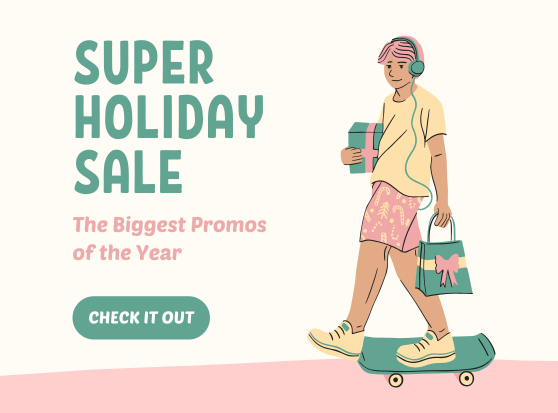 SUPER
HOLIDAY
SALE
The Biggest Promos
of the Year
CHECK IT OUT